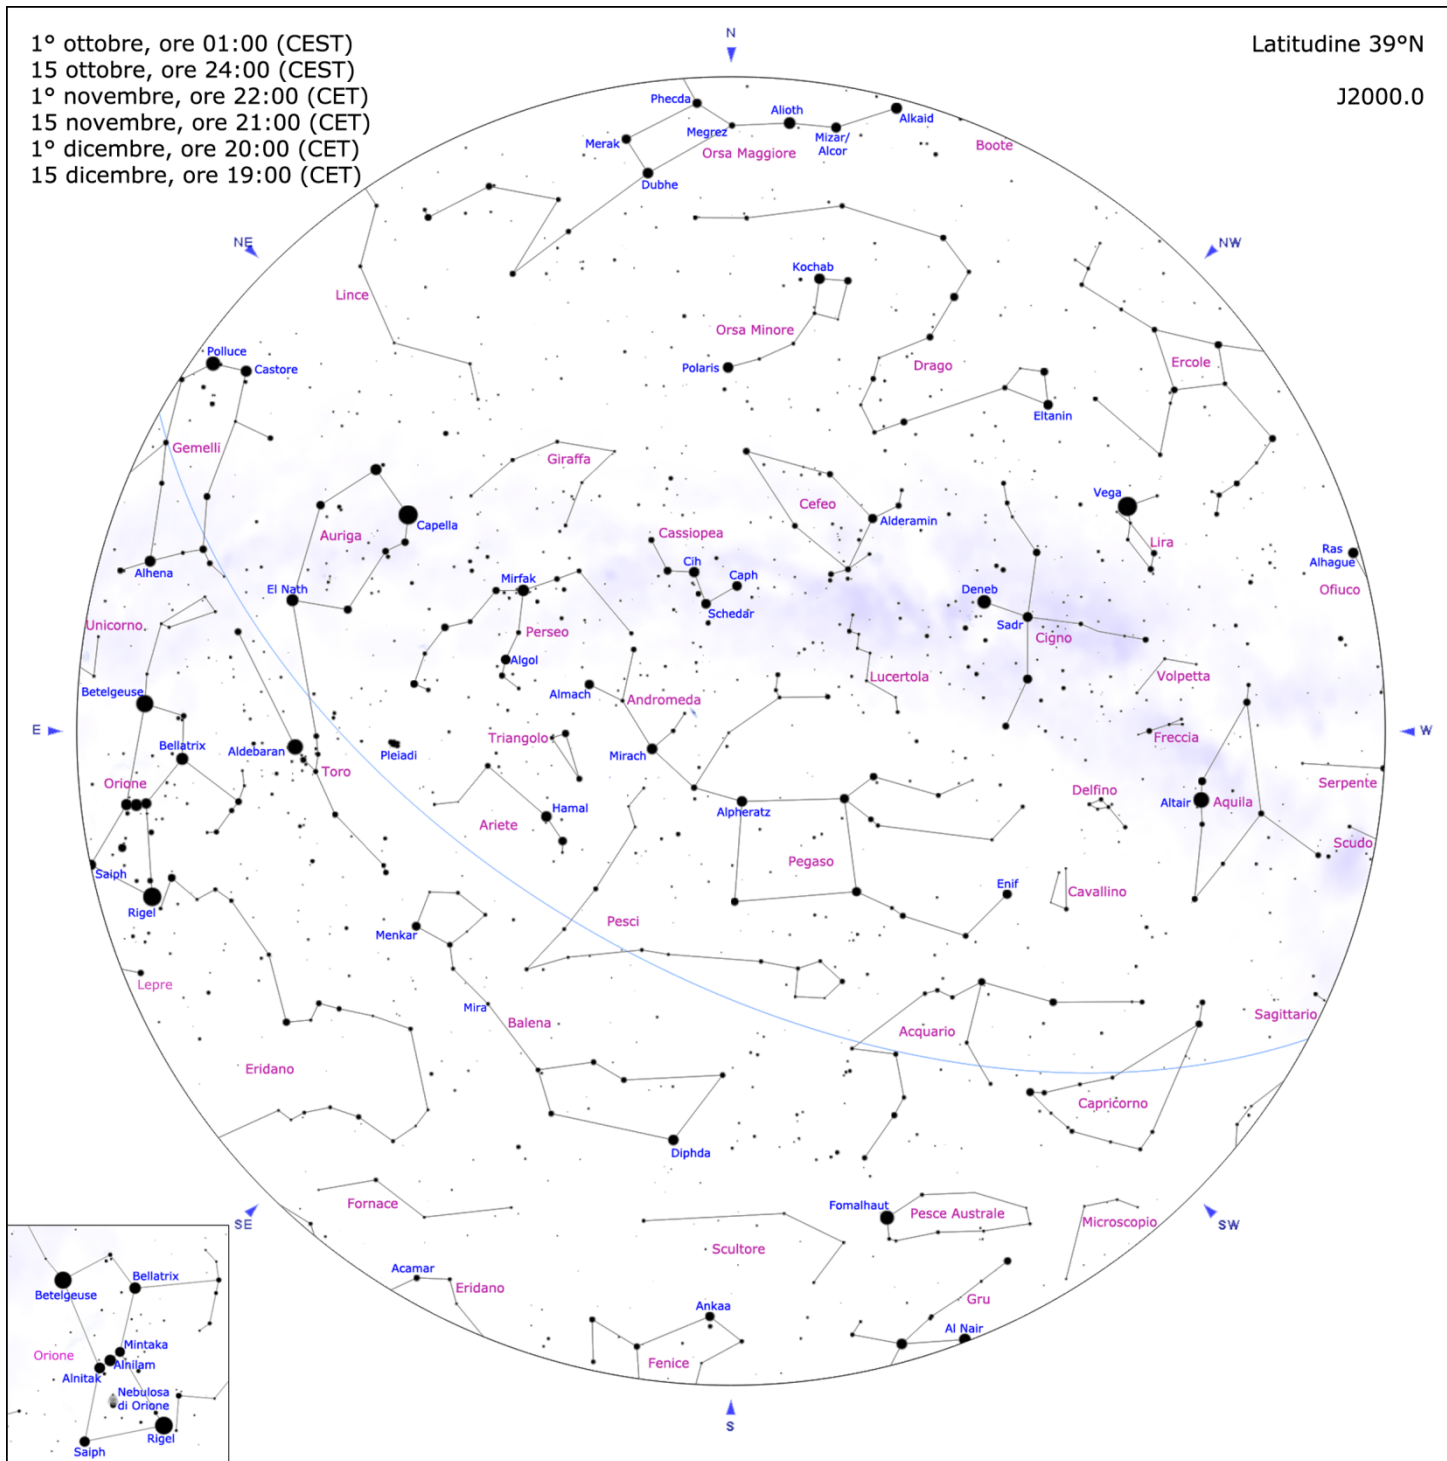 1° ottobre, ore 01:00 (CEST)
15 ottobre, ore 24:00 (CEST)
1° novembre, ore 22:00 (CET)
15 novembre, ore 21:00 (CET)
1° dicembre, ore 20:00 (CET)
15 dicembre, ore 19:00 (CET)
Latitudine 39°N
J2000.0
N
Phecda
Alioth
Alkaid
Merak
Megrez
Mizar/
Alcor
Boote
Orsa Maggiore
Dubhe
NE
NW
Kochab
Lince
Orsa Minore
Polluce
Castore
Polaris
Drago
Ercole
Eltanin
Gemelli
Giraffa
Vega
Cefeo
Capella
Auriga
Cassiopea
Alderamin
Lira
Ras
Alhague
Alhena
Cih
Caph
Mirfak
El Nath
Deneb
Ofiuco
Schedar
Unicorno
Perseo
Sadr
Cigno
Algol
Betelgeuse
Almach
Andromeda
Lucertola
Volpetta
E
W
Bellatrix
Aldebaran
Pleiadi
Triangolo
Mirach
Freccia
Toro
Orione
Hamal
Alpheratz
Delfino
Altair
Aquila
Serpente
Ariete
Scudo
Saiph
Pegaso
Enif
Cavallino
Rigel
Menkar
Pesci
Lepre
Mira
Balena
Acquario
Sagittario
Eridano
Capricorno
Diphda
Fornace
Fomalhaut
Pesce Australe
Microscopio
SE
SW
Scultore
Acamar
Eridano
Gru
Ankaa
Al Nair
Fenice
S
Betelgeuse
Bellatrix
Mintaka
Orione
Alnilam
Alnitak
Nebulosa
di Orione
Rigel
Saiph